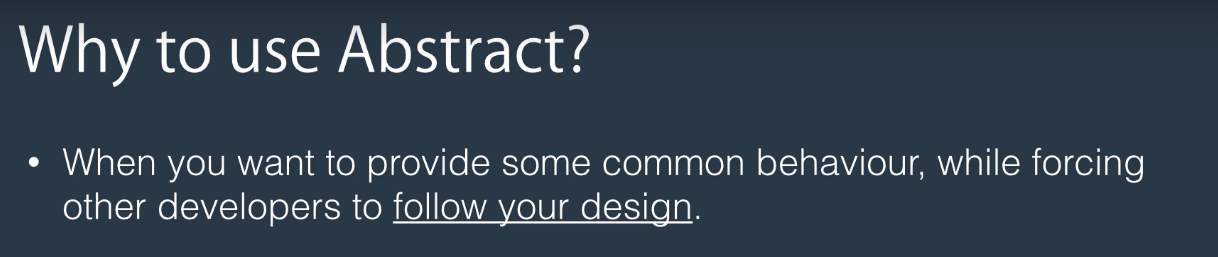 Why to use Abstract?
• When you want to provide some common behaviour, while forcing
other developers to follow your design.